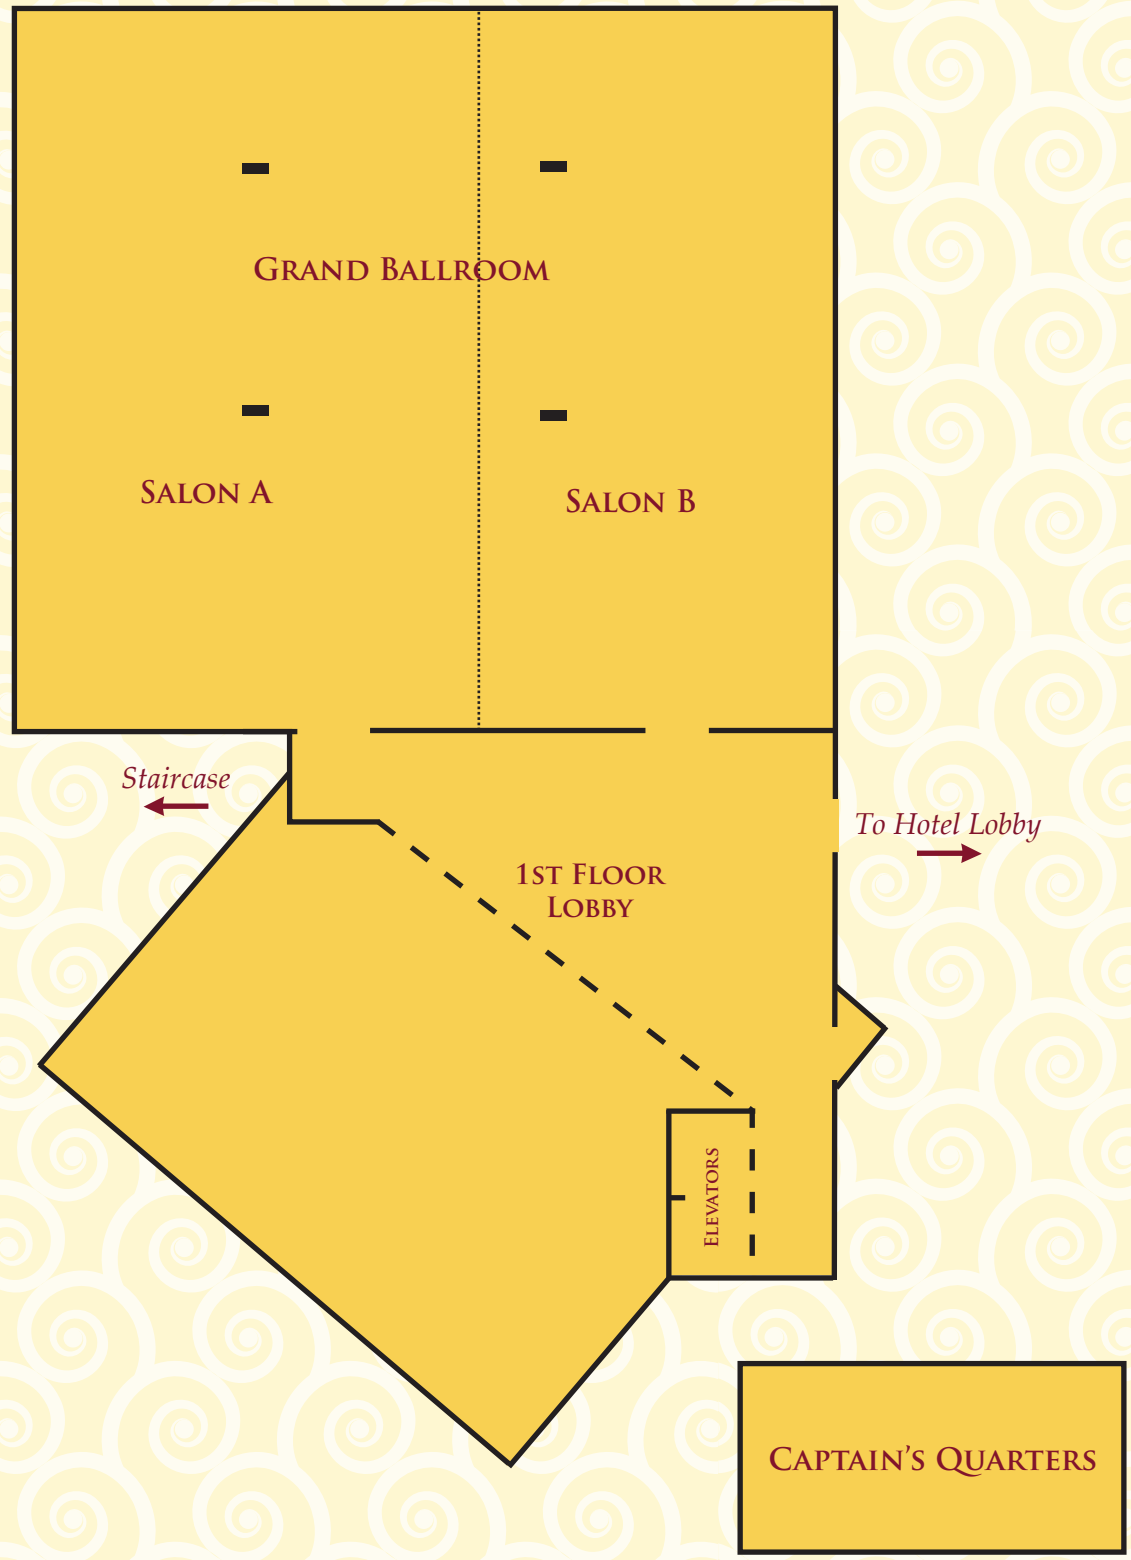 Grand Ballroom
Salon A
Salon B
Staircase
To Hotel Lobby
1st Floor
Lobby
Elevators
Captain's Quarters